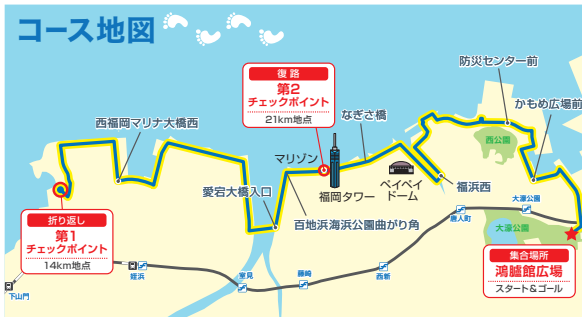 コース地図
防災センター前
復路
第2
チェックポイント
21km地点
かもめ広場前
なぎさ橋
西福岡マリナ大橋西
西公園
マリゾン
福岡タワー
ペイペイ
ドーム
福浜西
愛宕大橋入口
百地浜海浜公園曲がり角
唐人町
大濠公園
大濠公園
折り返し
第1
チェックポイント
14km地点
集合場所
鴻臚館広場
スタート&ゴール
下山門
姪浜
室見
藤崎
西新